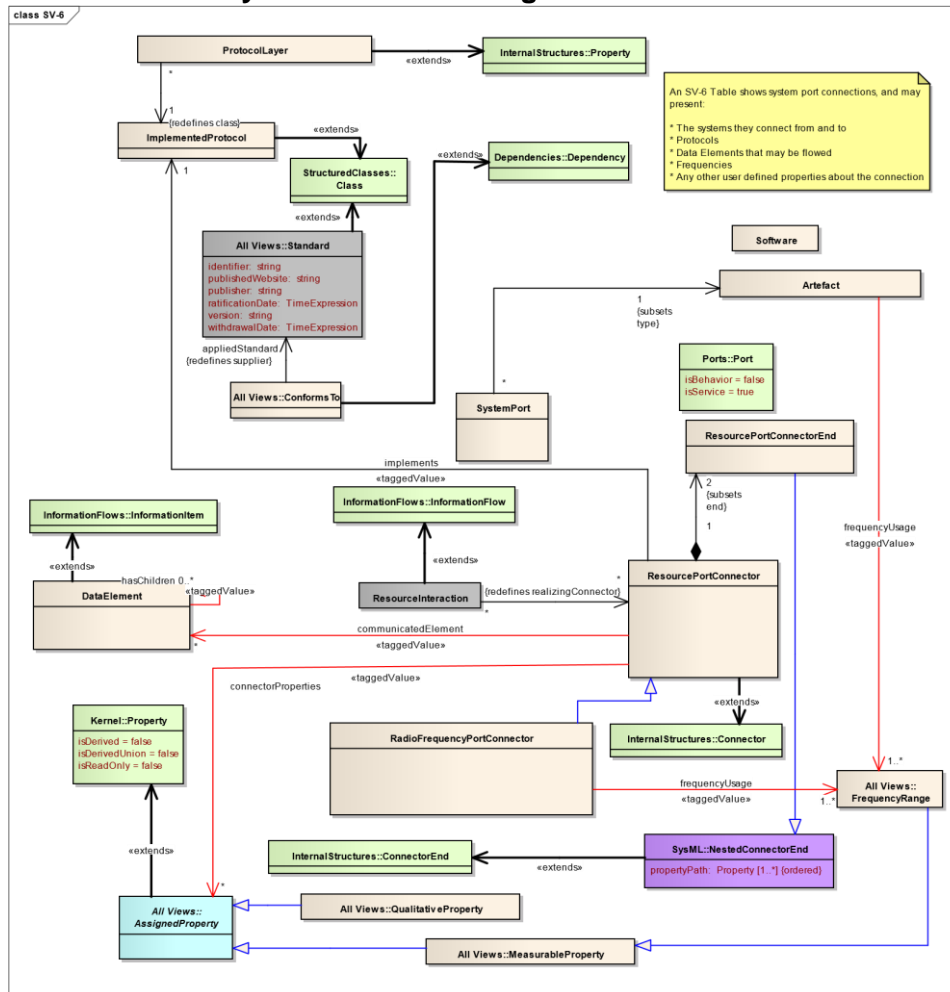 class SV-6
ProtocolLayer
«extends»
InternalStructures::Property
*
1
{redefines class}
ImplementedProtocol
1
«extends»
StructuredClasses::
Class
«extends»
Dependencies::Dependency
An SV-6 Table shows system port connections, and may
present:
* The systems they connect from and to
* Protocols
* Data Elements that may be flowed
* Frequencies
* Any other user defined properties about the connection
«extends»
All Views::Standard
identifier: string
publishedWebsite: string
publisher: string
ratificationDate: TimeExpression
version: string
withdrawalDate: TimeExpression
Software
Artefact
1
{subsets
type}
appliedStandard
{redefines supplier}
All Views::ConformsTo
*
SystemPort
Ports::Port
isBehavior = false
isService = true
ResourcePortConnectorEnd
implements
«taggedValue»
2
{subsets
end}
1
InformationFlows::InformationItem
InformationFlows::InformationFlow
frequencyUsage
«taggedValue»
«extends»
«extends»
hasChildren 0..*
«taggedValue»
DataElement
*
ResourceInteraction
{redefines realizingConnector}
*
*
ResourcePortConnector
communicatedElement
«taggedValue»
connectorProperties
«taggedValue»
«extends»
Kernel::Property
isDerived = false
isDerivedUnion = false
isReadOnly = false
RadioFrequencyPortConnector
InternalStructures::Connector
frequencyUsage
«taggedValue»
1..*
1..*
All Views::
FrequencyRange
«extends»
InternalStructures::ConnectorEnd
«extends»
SysML::NestedConnectorEnd
propertyPath: Property [1..*] {ordered}
*
All Views::
AssignedProperty
All Views::QualitativeProperty
All Views::MeasurableProperty